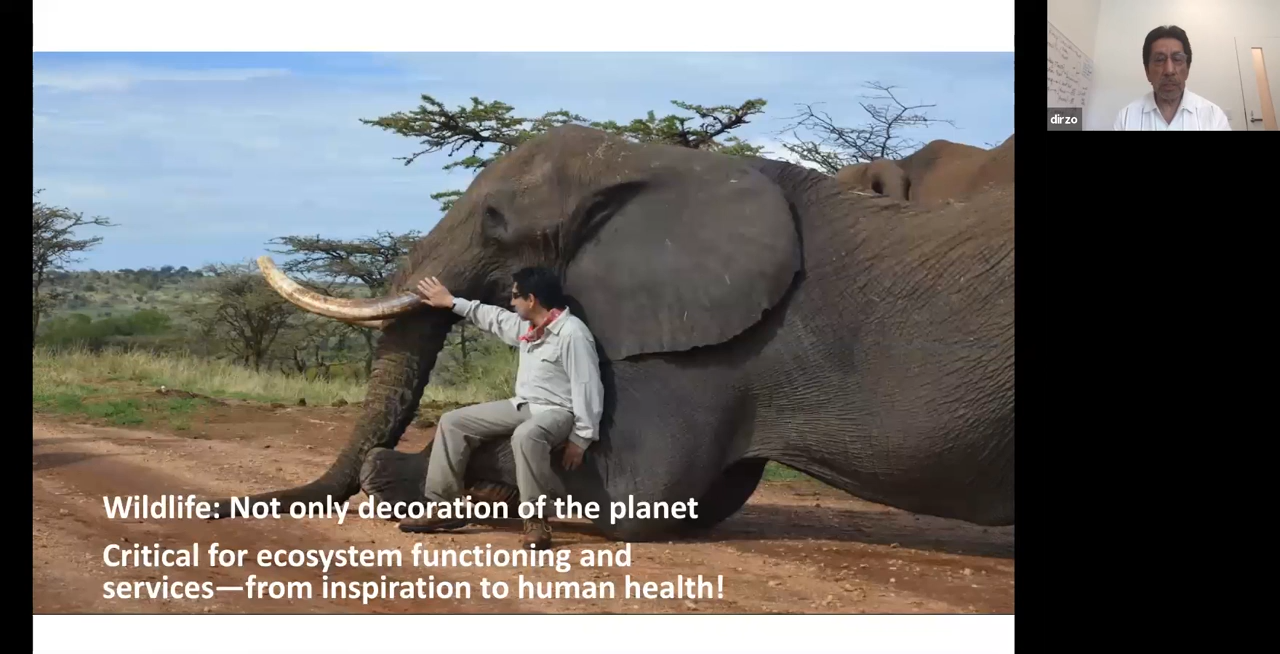 dirzo
Wildlife: Not only decoration of the planet
Critical for ecosystem functioning and
services—from inspiration to human health!